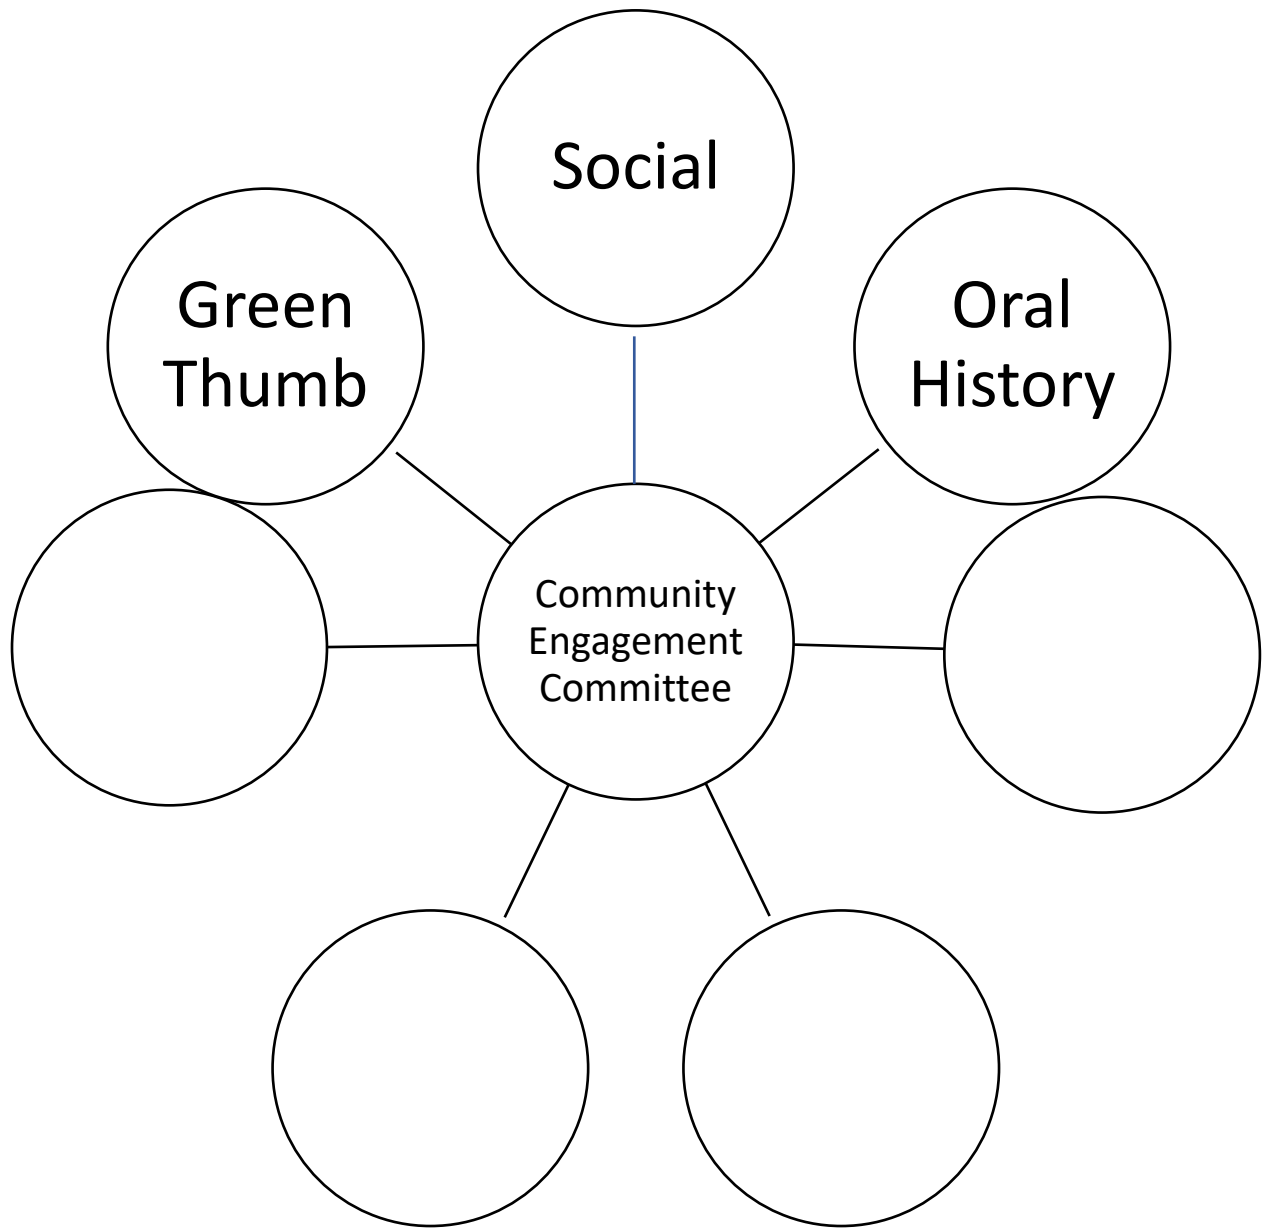 Social
Green
Thumb
Oral
History
Community
Engagement
Committee